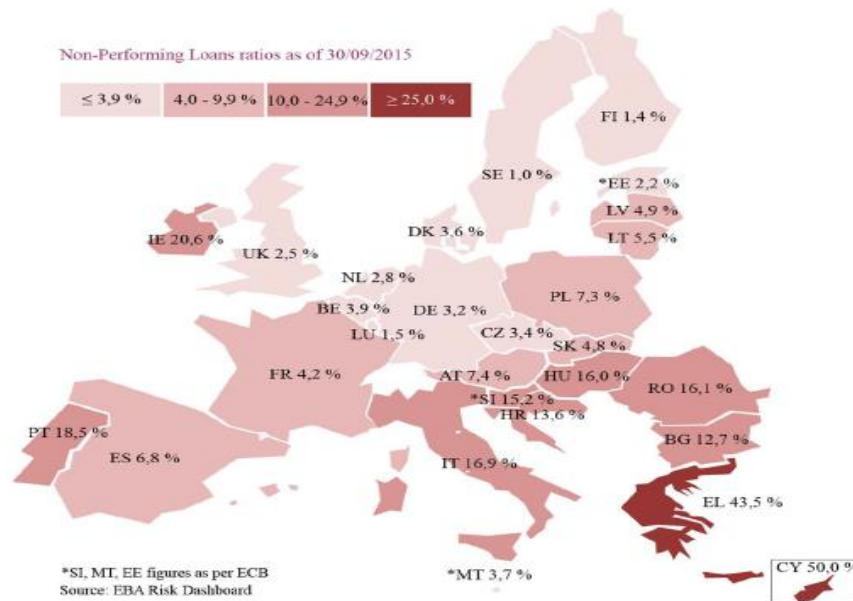 Non-Performing Loans ratios as of 30/09/2015
≤ 3,9 % 4,0 - 9,9 % 10,0 - 24,9 % ≥ 25,0 %
FI 1,4 %
SE 1,0 %
*EE 2,2 %
LV 4,9 %
LT 5,5 %
DK 3,6 %
IE 20,6 %
UK 2,5 %
NL 2,8 %
BE 3,9 %
DE 3,2 %
PL 7,3 %
LU 1,5 %
CZ 3,4 %
SK 4,8 %
FR 4,2 %
AT 7,4 %
HU 16,0 %
RO 16,1 %
*SI 15,2 %
HR 13,6 %
PT 18,5 %
ES 6,8 %
IT 16,9 %
BG 12,7 %
EL 43,5 %
*MT 3,7 %
CY 50,0 %
*SI, MT, EE figures as per ECB
Source: EBA Risk Dashboard